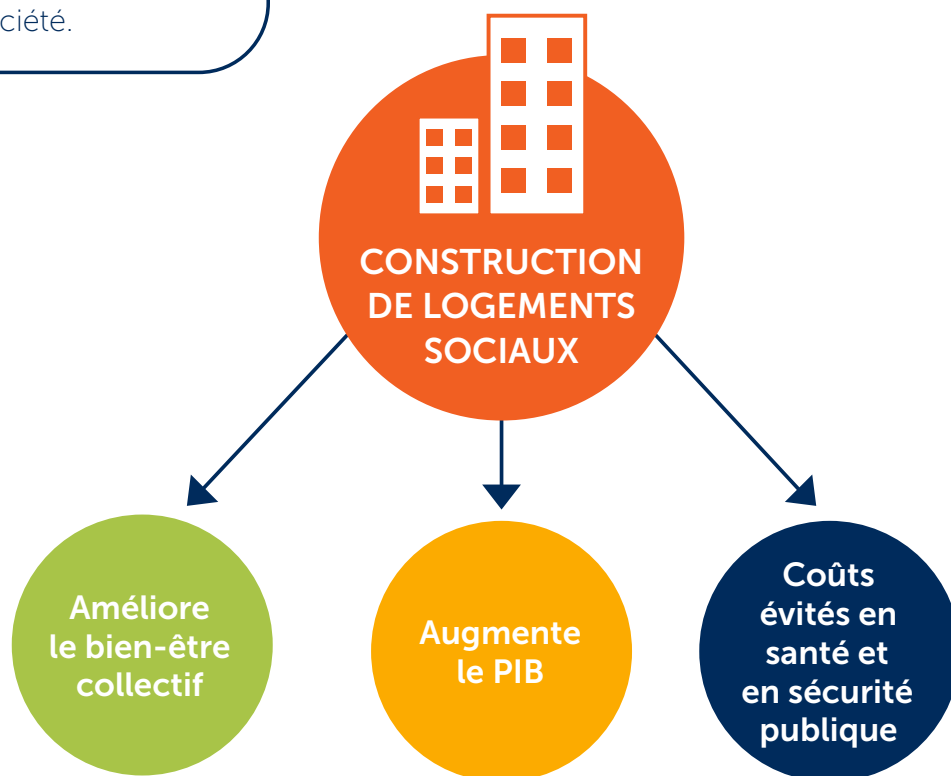 ciété.
CONSTRUCTION
DE LOGEMENTS
SOCIAUX
Améliore
le bien-être
collectif
Augmente
le PIB
Coûts
évités en
santé et
en sécurité
publique